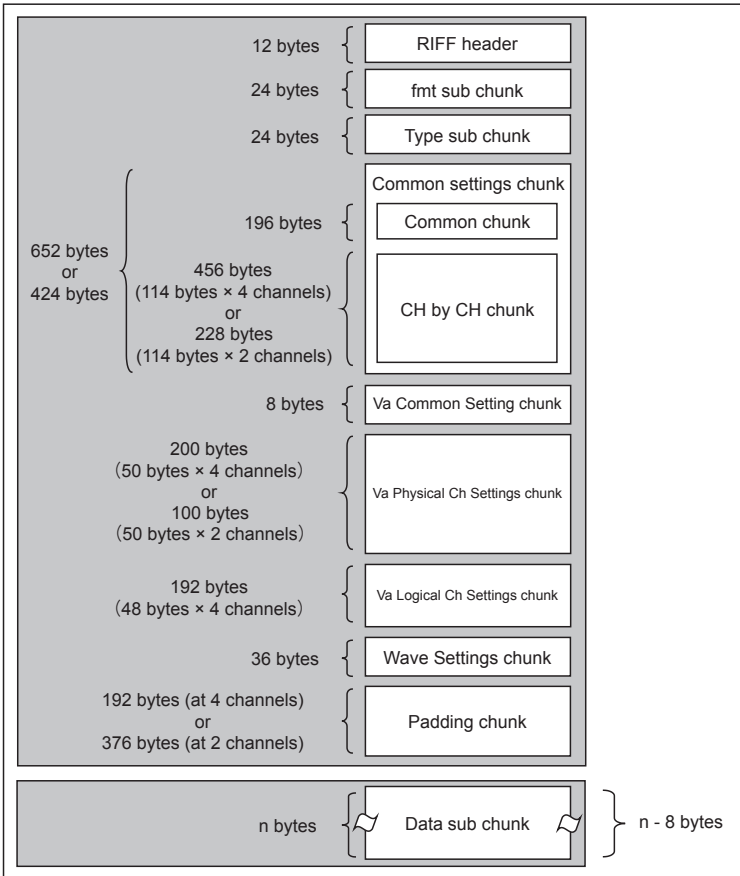 12 bytes
RIFF header
24 bytes
fmt sub chunk
24 bytes
Type sub chunk
Common settings chunk
196 bytes
Common chunk
652 bytes
or
424 bytes
456 bytes
(114 bytes × 4 channels)
or
228 bytes
(114 bytes × 2 channels)
CH by CH chunk
8 bytes
Va Common Setting chunk
200 bytes
(50 bytes × 4 channels)
or
100 bytes
(50 bytes × 2 channels)
Va Physical Ch Settings chunk
192 bytes
(48 bytes × 4 channels)
Va Logical Ch Settings chunk
36 bytes
Wave Settings chunk
192 bytes (at 4 channels)
or
376 bytes (at 2 channels)
Padding chunk
n bytes
Data sub chunk
n - 8 bytes